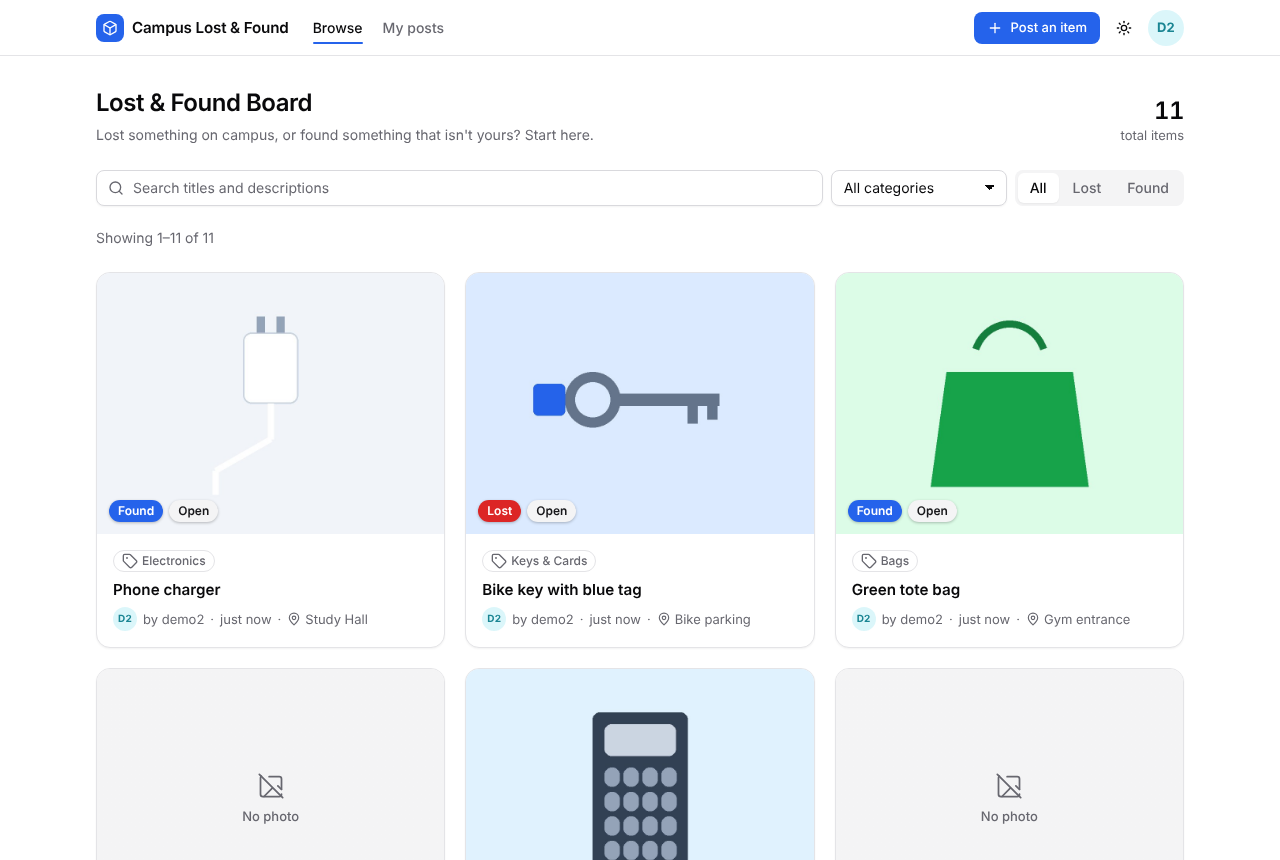 Campus Lost & Found
Browse
My posts
Post an item
D2
Lost & Found Board
Lost something on campus, or found something that isn't yours? Start here.
11
total items
Search titles and descriptions
All categories
All
Lost
Found
Showing 1–11 of 11
Found
Open
Electronics
Phone charger
D2 by demo2 · just now · Study Hall
Lost
Open
Keys & Cards
Bike key with blue tag
D2 by demo2 · just now · Bike parking
Found
Open
Bags
Green tote bag
D2 by demo2 · just now · Gym entrance
No photo
No photo